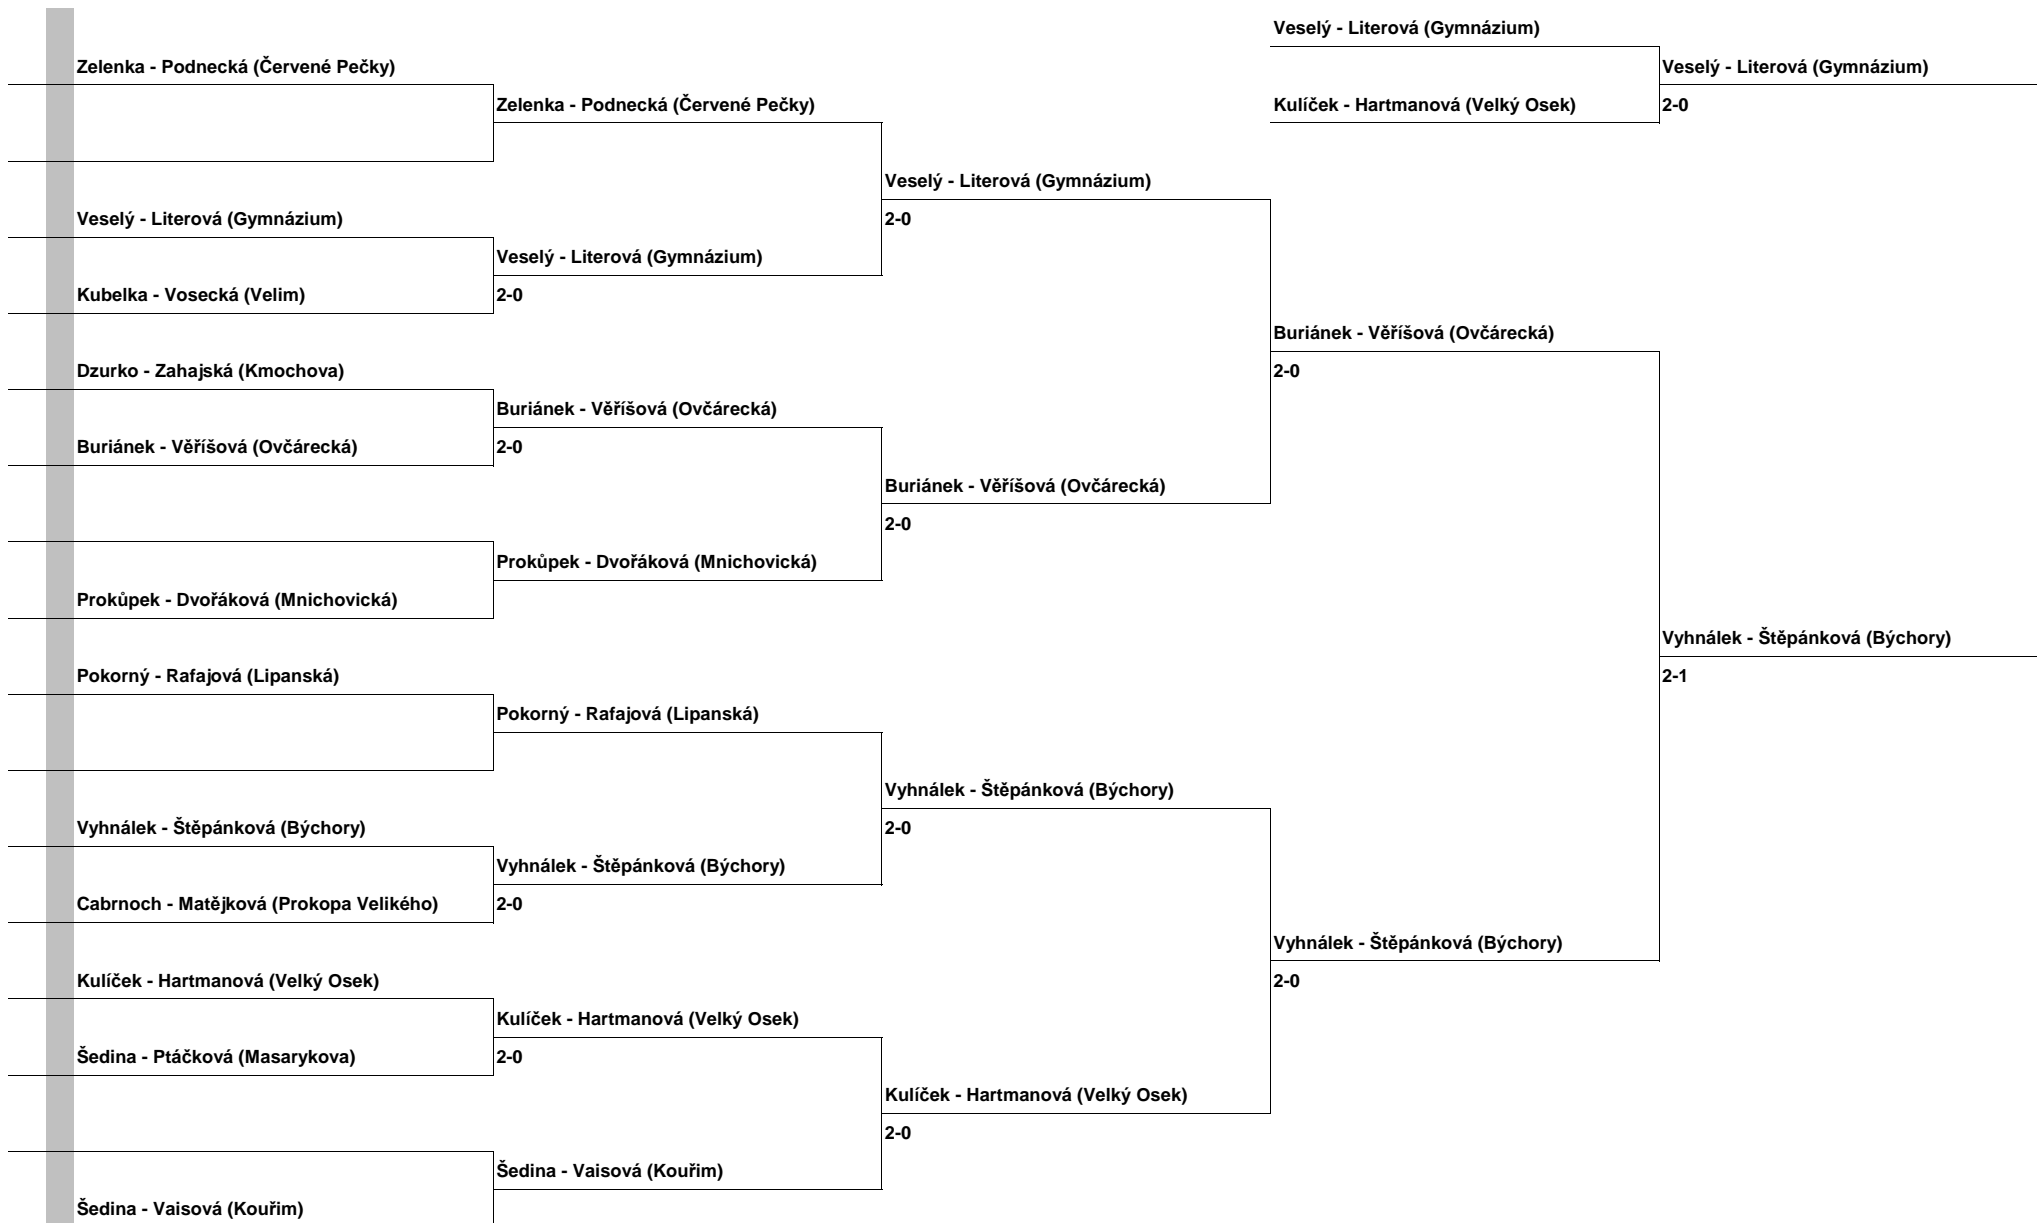 Veselý - Literová (Gymnázium)
Zelenka - Podnecká (Červené Pečky)
Veselý - Literová (Gymnázium)
Zelenka - Podnecká (Červené Pečky)
Kulíček - Hartmanová (Velký Osek)
2-0
Veselý - Literová (Gymnázium)
Veselý - Literová (Gymnázium)
2-0
Veselý - Literová (Gymnázium)
Kubelka - Vosecká (Velim)
2-0
Buriánek - Věříšová (Ovčárecká)
Dzurko - Zahajská (Kmochova)
2-0
Buriánek - Věříšová (Ovčárecká)
Buriánek - Věříšová (Ovčárecká)
2-0
Buriánek - Věříšová (Ovčárecká)
2-0
Prokůpek - Dvořáková (Mnichovická)
Prokůpek - Dvořáková (Mnichovická)
Vyhnálek - Štěpánková (Býchory)
Pokorný - Rafajová (Lipanská)
2-1
Pokorný - Rafajová (Lipanská)
Vyhnálek - Štěpánková (Býchory)
Vyhnálek - Štěpánková (Býchory)
2-0
Vyhnálek - Štěpánková (Býchory)
Cabrnoch - Matějková (Prokopa Velikého)
2-0
Vyhnálek - Štěpánková (Býchory)
Kulíček - Hartmanová (Velký Osek)
2-0
Kulíček - Hartmanová (Velký Osek)
Šedina - Ptáčková (Masarykova)
2-0
Kulíček - Hartmanová (Velký Osek)
2-0
Šedina - Vaisová (Kouřim)
Šedina - Vaisová (Kouřim)